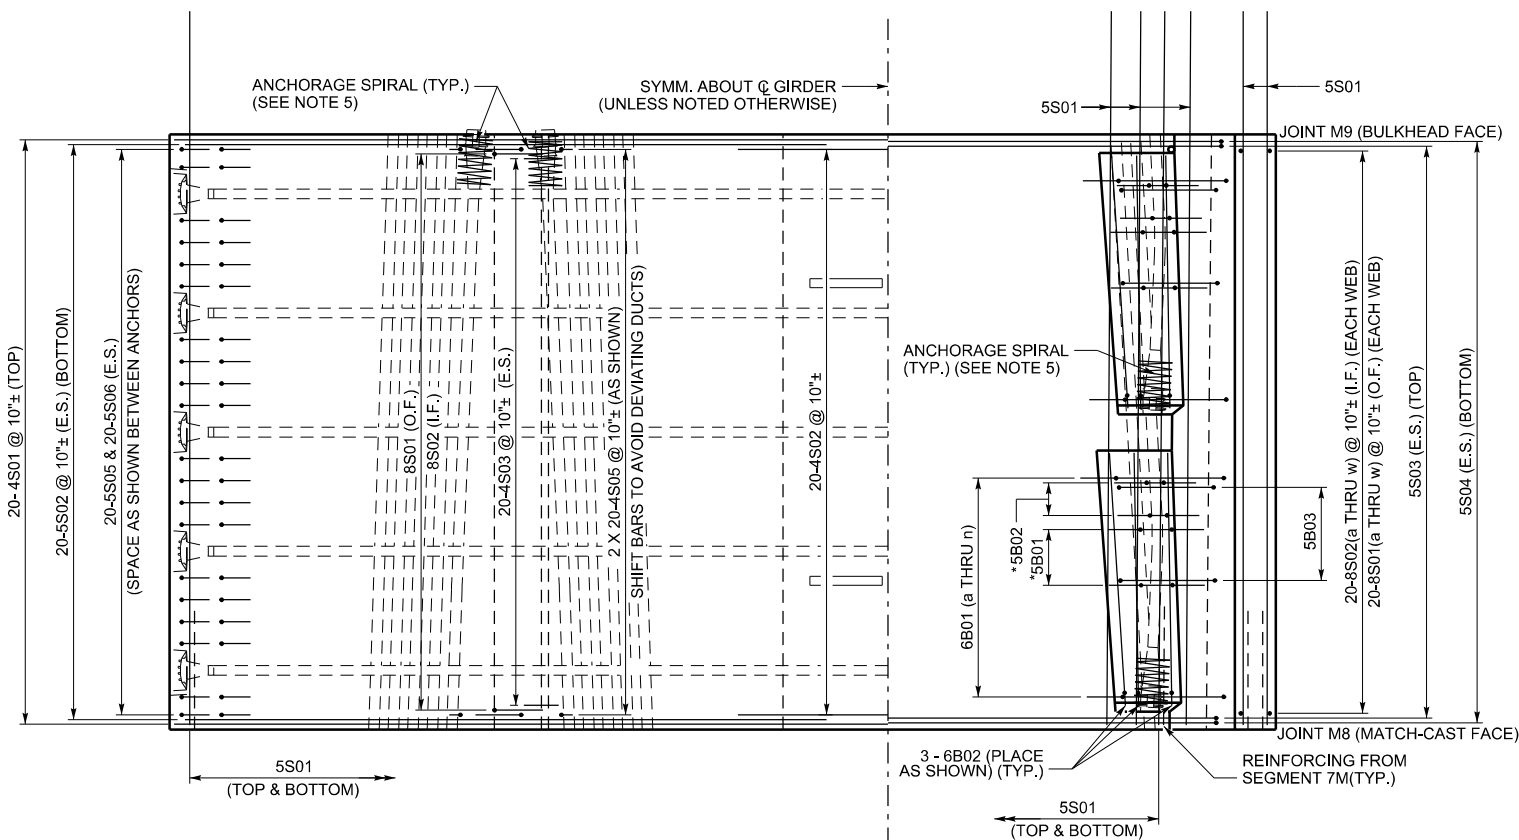 ANCHORAGE SPIRAL (TYP.)
(SEE NOTE 5)
SYMM. ABOUT ℄ GIRDER
(UNLESS NOTED OTHERWISE)
5S01
5S01
JOINT M9 (BULKHEAD FACE)
20-4S01 @ 10"± (TOP)
20-5S02 @ 10"± (E.S.) (BOTTOM)
20-5S05 & 20-5S06 (E.S.)
(SPACE AS SHOWN BETWEEN ANCHORS)
8S01 (O.F.)
8S02 (I.F.)
20-4S03 @ 10"± (E.S.)
2 X 20-4S05 @ 10"± (AS SHOWN)
SHIFT BARS TO AVOID DEVIATING DUCTS)
20-4S02 @ 10"±
ANCHORAGE SPIRAL
(TYP.) (SEE NOTE 5)
6B01 (a THRU n)
*5B02
*5B01
5B03
20-8S02(a THRU w) @ 10"± (I.F.) (EACH WEB)
20-8S01(a THRU w) @ 10"± (O.F.) (EACH WEB)
5S03 (E.S.) (TOP)
5S04 (E.S.) (BOTTOM)
JOINT M8 (MATCH-CAST FACE)
3 - 6B02 (PLACE
AS SHOWN) (TYP.)
REINFORCING FROM
SEGMENT 7M(TYP.)
5S01
(TOP & BOTTOM)
5S01
(TOP & BOTTOM)